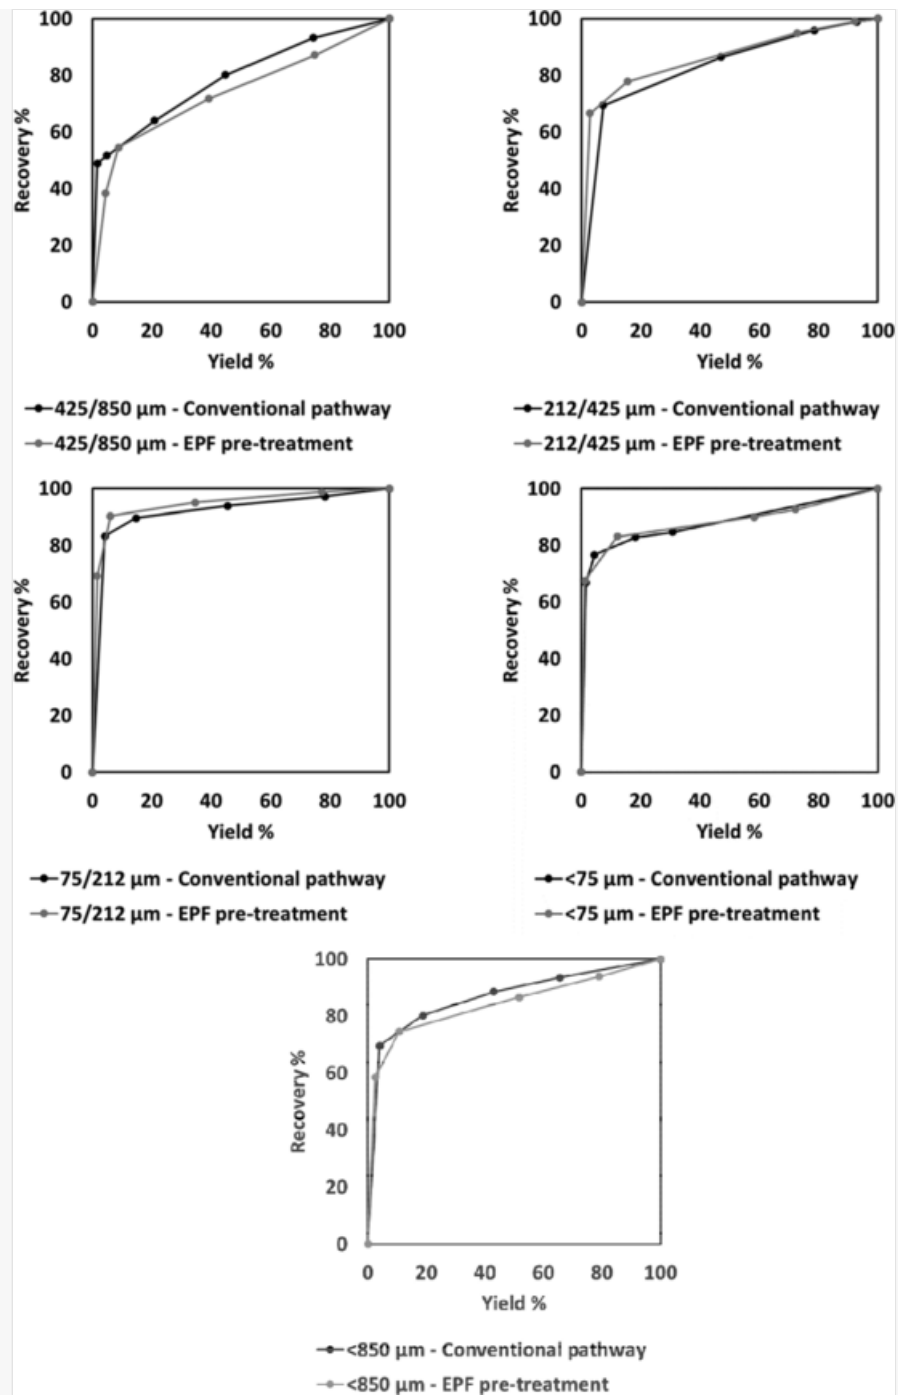 100
80
60
40
20
0
Recovery %
0 20 40 60 80 100
Yield %
425/850 µm - Conventional pathway
425/850 µm - EPF pre-treatment
100
80
60
40
20
0
Recovery %
0 20 40 60 80 100
Yield %
212/425 µm - Conventional pathway
212/425 µm - EPF pre-treatment
100
80
60
40
20
0
Recovery %
0 20 40 60 80 100
Yield %
75/212 µm - Conventional pathway
75/212 µm - EPF pre-treatment
100
80
60
40
20
0
Recovery %
0 20 40 60 80 100
Yield %
<75 µm - Conventional pathway
<75 µm - EPF pre-treatment
100
80
60
40
20
0
Recovery %
0 20 40 60 80 100
Yield %
<850 µm - Conventional pathway
<850 µm - EPF pre-treatment